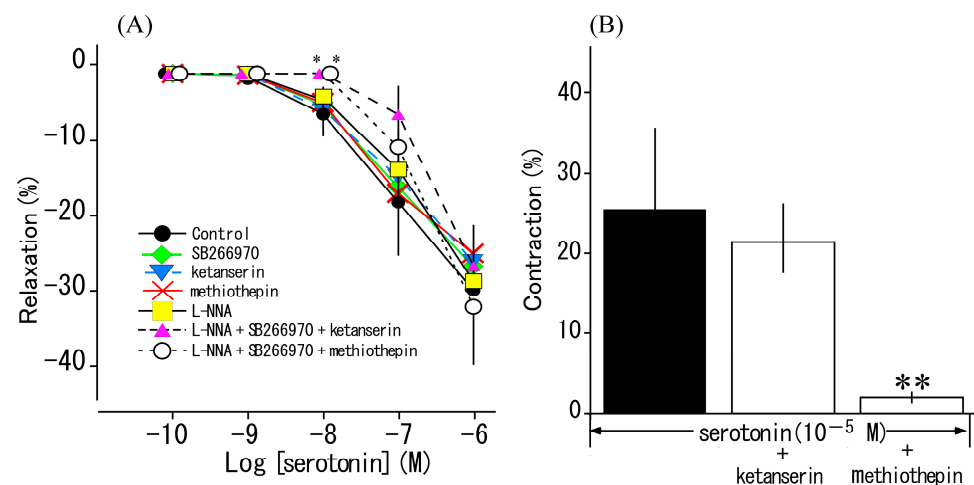 (A)
0
-10
-20
-30
-40
Relaxation (%)
* *
Control
SB266970
ketanserin
methiothepin
L-NNA
L-NNA + SB266970 + ketanserin
L-NNA + SB266970 + methiothepin
-10 -9 -8 -7 -6
Log [serotonin] (M)
(B)
40
30
20
10
0
Contraction (%)
**
serotonin(10⁻⁵ M)
+ +
ketanserin methiothepin